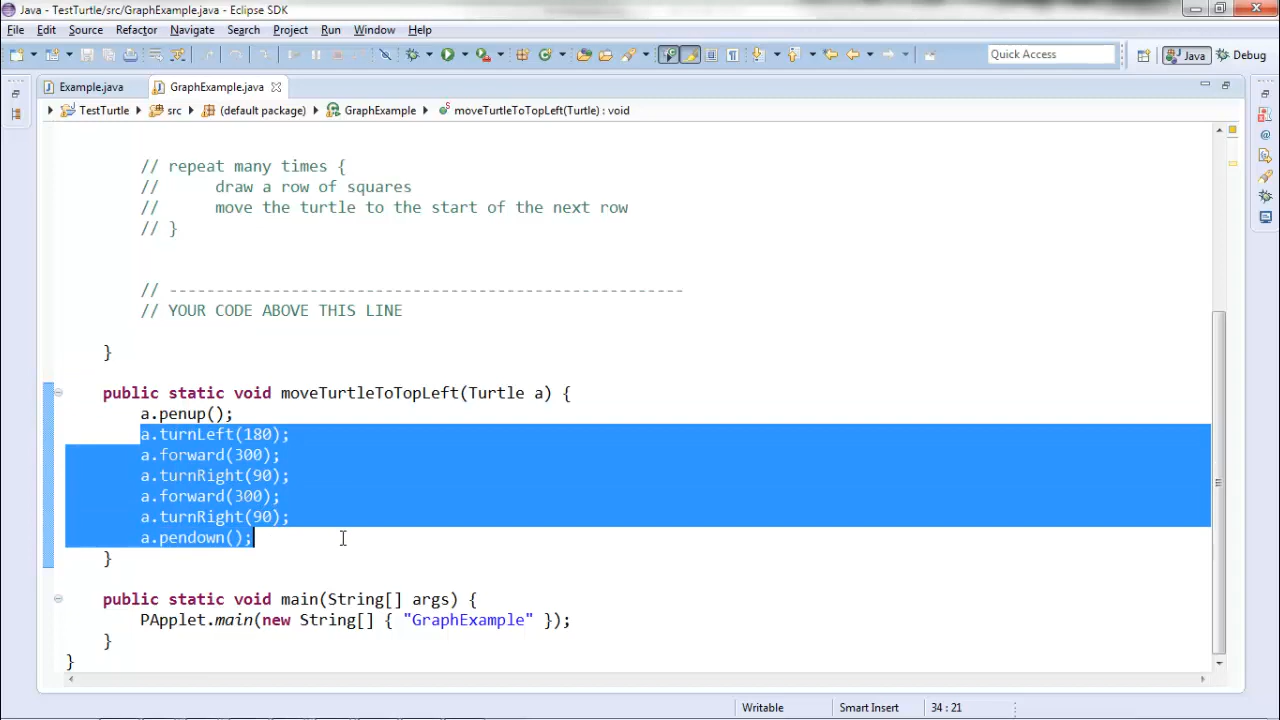 Java - TestTurtle/src/GraphExample.java - Eclipse SDK
File Edit Source Refactor Navigate Search Project Run Window Help
Quick Access Java Debug
Example.java GraphExample.java
TestTurtle src (default package) GraphExample moveTurtleToTopLeft(Turtle) : void
// repeat many times {
// draw a row of squares
// move the turtle to the start of the next row
// }
// -------------------------------------------------------
// YOUR CODE ABOVE THIS LINE
}
public static void moveTurtleToTopLeft(Turtle a) {
a.penup();
a.turnLeft(180);
a.forward(300);
a.turnRight(90);
a.forward(300);
a.turnRight(90);
a.pendown();
}
public static void main(String[] args) {
PApplet.main(new String[] { "GraphExample" });
}
}
Writable Smart Insert 34 : 21